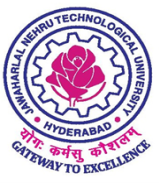 JAWAHARLAL NEHRU TECHNOLOGICAL UNIVERSITY
HYDERABAD
योगः कर्मसु कौशलम्
GATEWAY TO EXCELLENCE